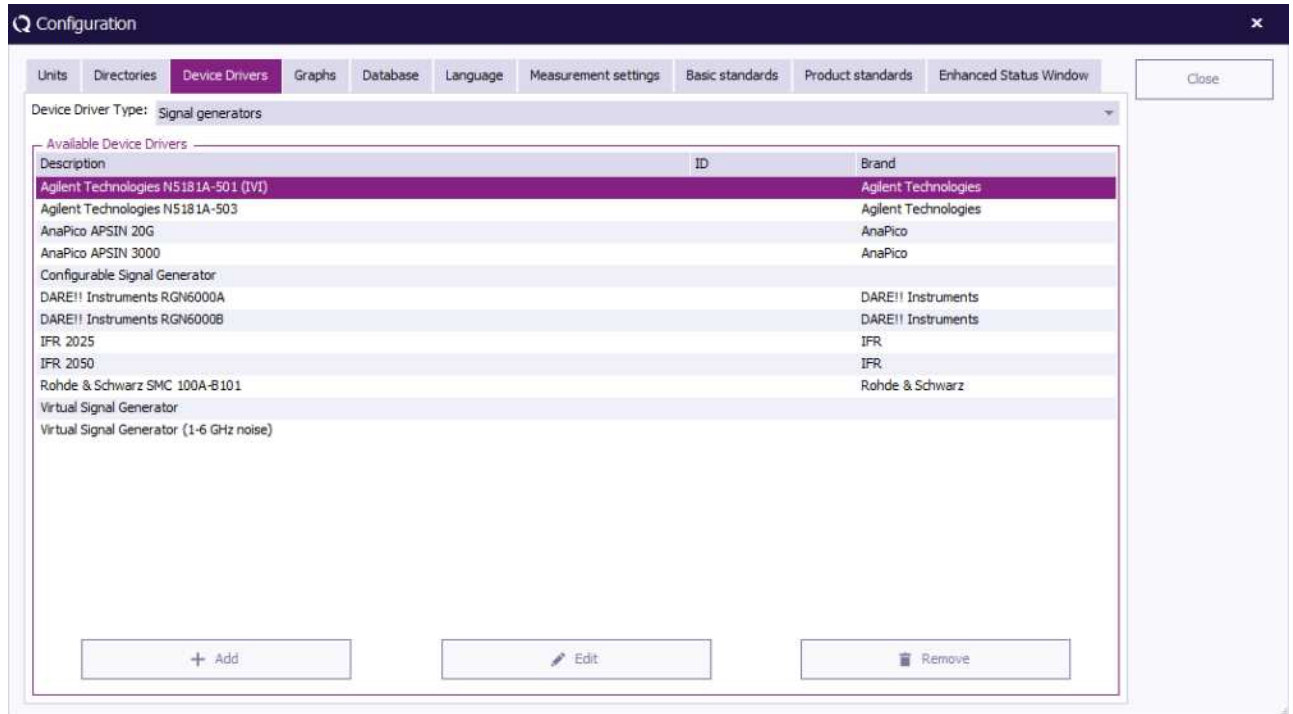 Configuration
Units Directories Device Drivers Graphs Database Language Measurement settings Basic standards Product standards Enhanced Status Window Close
Device Driver Type: Signal generators
Available Device Drivers
Description ID Brand
Agilent Technologies N5181A-501 (IVI) Agilent Technologies
Agilent Technologies N5181A-503 Agilent Technologies
AnaPico APSIN 20G AnaPico
AnaPico APSIN 3000 AnaPico
Configurable Signal Generator
DARE!! Instruments RGN6000A DARE!! Instruments
DARE!! Instruments RGN6000B DARE!! Instruments
IFR 2025 IFR
IFR 2050 IFR
Rohde & Schwarz SMC 100A-B101 Rohde & Schwarz
Virtual Signal Generator
Virtual Signal Generator (1-6 GHz noise)
Add Edit Remove